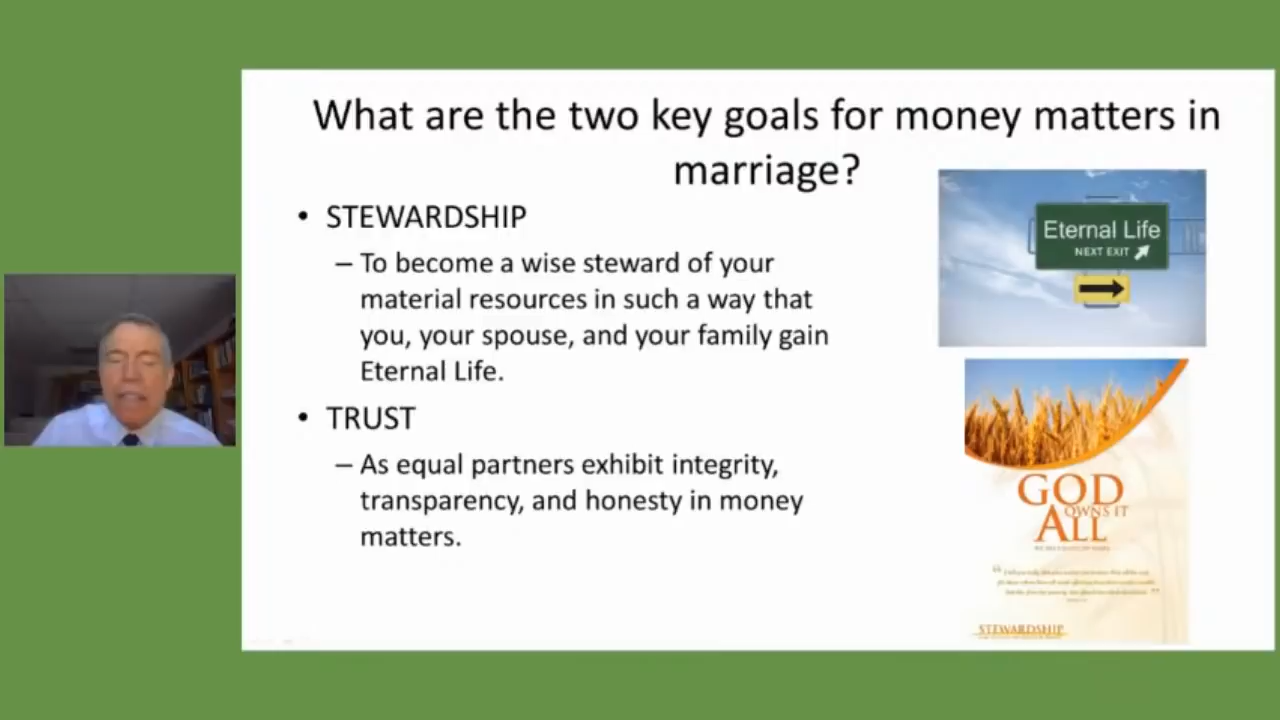 What are the two key goals for money matters in
marriage?
• STEWARDSHIP
– To become a wise steward of your
material resources in such a way that
you, your spouse, and your family gain
Eternal Life.
• TRUST
– As equal partners exhibit integrity,
transparency, and honesty in money
matters.
Eternal Life
NEXT EXIT
GOD
OWNS IT
ALL
STEWARDSHIP